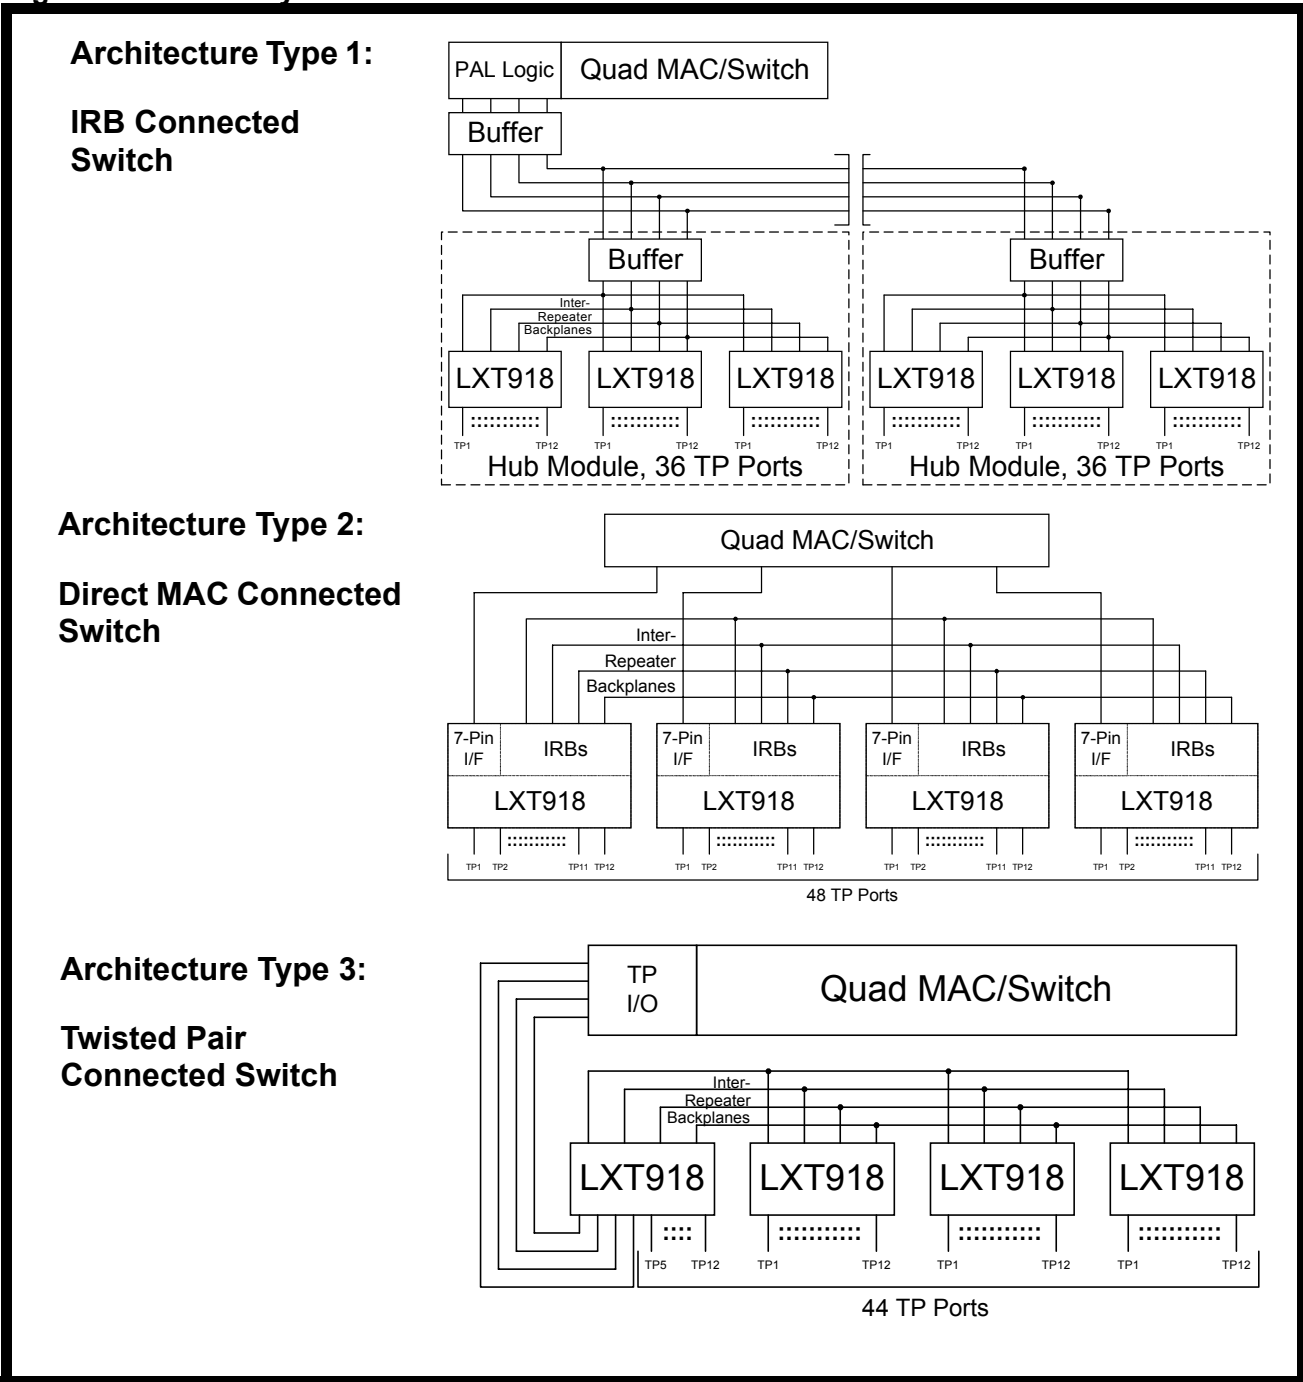 Architecture Type 1:
IRB Connected
Switch
PAL Logic
Quad MAC/Switch
Buffer
Buffer
Buffer
Inter-
Repeater
Backplanes
LXT918
LXT918
LXT918
LXT918
LXT918
LXT918
TP1
TP12
TP1
TP12
TP1
TP12
TP1
TP12
TP1
TP12
TP1
TP12
Hub Module, 36 TP Ports
Hub Module, 36 TP Ports
Architecture Type 2:
Direct MAC Connected
Switch
Quad MAC/Switch
Inter-
Repeater
Backplanes
7-Pin
I/F
IRBs
7-Pin
I/F
IRBs
7-Pin
I/F
IRBs
7-Pin
I/F
IRBs
LXT918
LXT918
LXT918
LXT918
TP1
TP2
TP11
TP12
TP1
TP2
TP11
TP12
TP1
TP2
TP11
TP12
TP1
TP2
TP11
TP12
48 TP Ports
Architecture Type 3:
Twisted Pair
Connected Switch
TP
I/O
Quad MAC/Switch
Inter-
Repeater
Backplanes
LXT918
LXT918
LXT918
LXT918
TP5
TP12
TP1
TP12
TP1
TP12
TP1
TP12
44 TP Ports